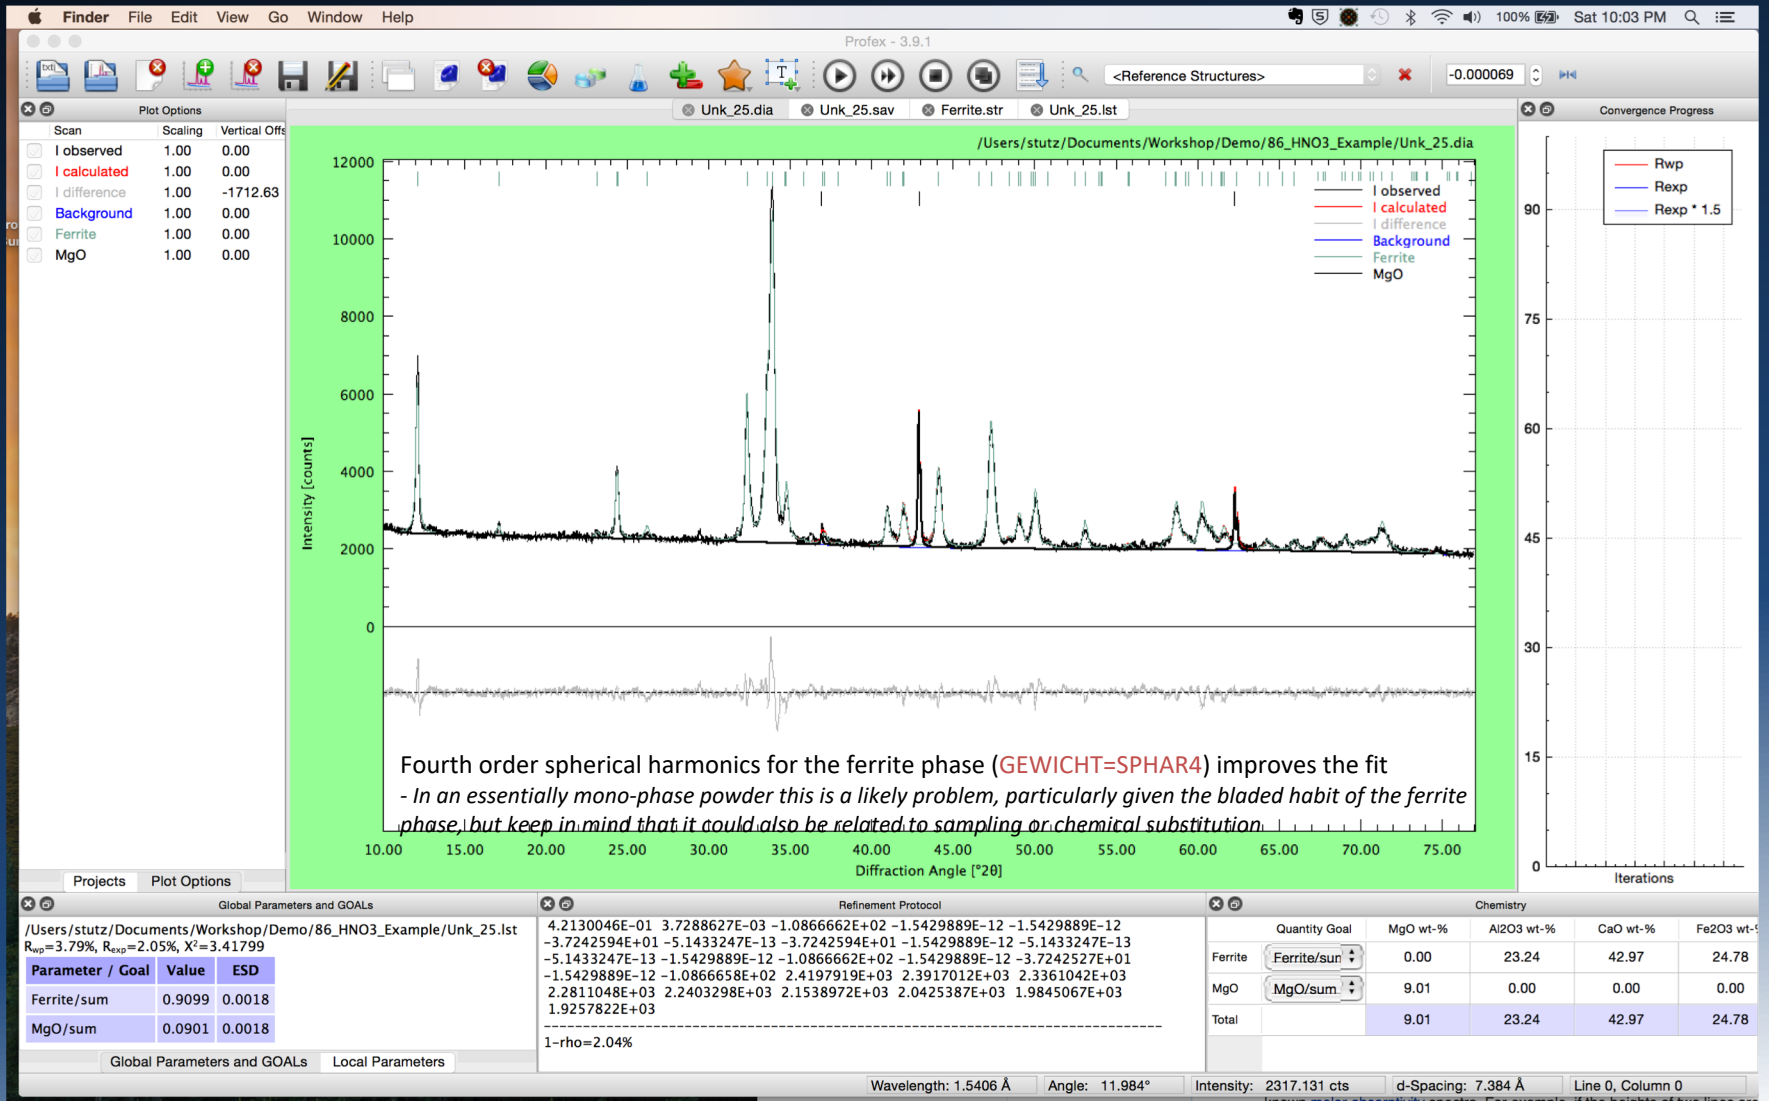 Finder File Edit View Go Window Help 100% Sat 10:03 PM
Profex - 3.9.1
<Reference Structures> -0.000069
Plot Options
Scan Scaling Vertical Offs
I observed 1.00 0.00
I calculated 1.00 0.00
I difference 1.00 -1712.63
Background 1.00 0.00
Ferrite 1.00 0.00
MgO 1.00 0.00
Projects Plot Options
Unk_25.dia Unk_25.sav Ferrite.str Unk_25.lst
/Users/stutz/Documents/Workshop/Demo/86_HNO3_Example/Unk_25.dia
I observed
I calculated
I difference
Background
Ferrite
MgO
12000
10000
8000
6000
4000
2000
0
Intensity [counts]
Fourth order spherical harmonics for the ferrite phase (GEWICHT=SPHAR4) improves the fit
- In an essentially mono-phase powder this is a likely problem, particularly given the bladed habit of the ferrite
phase, but keep in mind that it could also be related to sampling or chemical substitution
10.00 15.00 20.00 25.00 30.00 35.00 40.00 45.00 50.00 55.00 60.00 65.00 70.00 75.00
Diffraction Angle [°2θ]
Convergence Progress
Rwp
Rexp
Rexp * 1.5
90
75
60
45
30
15
0
Iterations
Global Parameters and GOALs
/Users/stutz/Documents/Workshop/Demo/86_HNO3_Example/Unk_25.lst
Rwp=3.79%, Rexp=2.05%, X²=3.41799
Parameter / Goal Value ESD
Ferrite/sum 0.9099 0.0018
MgO/sum 0.0901 0.0018
Global Parameters and GOALs Local Parameters
Refinement Protocol
4.2130046E-01 3.7288627E-03 -1.0866662E+02 -1.5429889E-12 -1.5429889E-12
-3.7242594E+01 -5.1433247E-13 -3.7242594E+01 -1.5429889E-12 -5.1433247E-13
-5.1433247E-13 -1.5429889E-12 -1.0866662E+02 -1.5429889E-12 -3.7242527E+01
-1.5429889E-12 -1.0866658E+02 2.4197919E+03 2.3917012E+03 2.3361042E+03
2.2811048E+03 2.2403298E+03 2.1538972E+03 2.0425387E+03 1.9845067E+03
1.9257822E+03
1-rho=2.04%
Chemistry
Quantity Goal MgO wt-% Al2O3 wt-% CaO wt-% Fe2O3 wt-%
Ferrite Ferrite/sum 0.00 23.24 42.97 24.78
MgO MgO/sum 9.01 0.00 0.00 0.00
Total 9.01 23.24 42.97 24.78
Wavelength: 1.5406 Å Angle: 11.984° Intensity: 2317.131 cts d-Spacing: 7.384 Å Line 0, Column 0